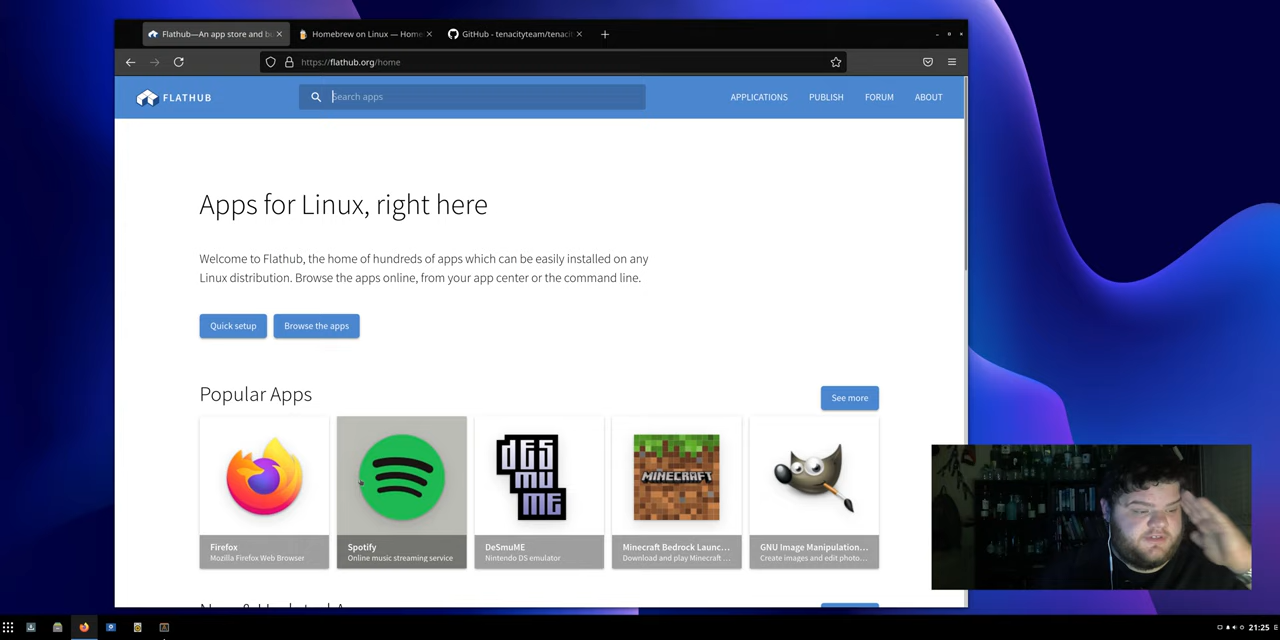 Flathub—An app store and bu
Homebrew on Linux — Home
GitHub - tenacityteam/tenacit
https://flathub.org/home
FLATHUB
Search apps
APPLICATIONS
PUBLISH
FORUM
ABOUT
Apps for Linux, right here
Welcome to Flathub, the home of hundreds of apps which can be easily installed on any
Linux distribution. Browse the apps online, from your app center or the command line.
Quick setup
Browse the apps
Popular Apps
See more
DeSMuME
MINECRAFT
Firefox
Mozilla Firefox Web Browser
Spotify
Online music streaming service
DeSmuME
Nintendo DS emulator
Minecraft Bedrock Launc...
Download and play Minecraft ...
GNU Image Manipulation...
Create images and edit photo...
21:25